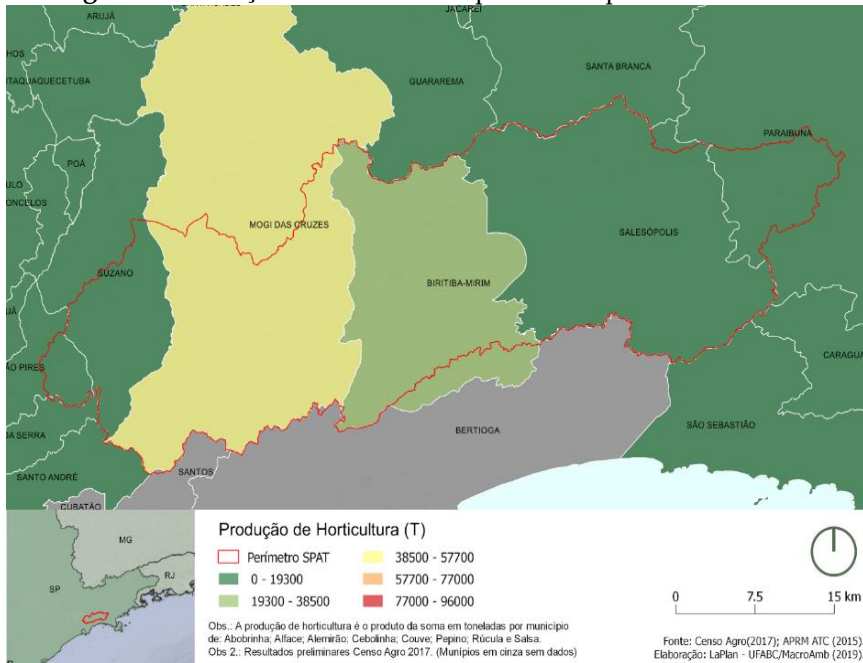 ARUJÁ
JACAREÍ
ITAQUAQUECETUBA
GUARAREMA
SANTA BRANCA
PARAIBUNA
POÁ
MOGI DAS CRUZES
SALESÓPOLIS
SUZANO
BIRITIBA-MIRIM
CARAGUA
BERTIOGA
SÃO SEBASTIÃO
SANTOS
SANTO ANDRÉ
CUBATÃO
MG
SP
RJ
Produção de Horticultura (T)
Perímetro SPAT
38500 - 57700
0 - 19300
57700 - 77000
19300 - 38500
77000 - 96000
0 7.5 15 km
Obs.: A produção de horticultura é o produto da soma em toneladas por município
de: Abobrinha; Alface; Alemirão; Cebolinha; Couve; Pepino; Rúcula e Salsa.
Obs 2.: Resultados preliminares Censo Agro 2017. (Munípios em cinza sem dados)
Fonte: Censo Agro(2017); APRM ATC (2015)
Elaboração: LaPlan - UFABC/MacroAmb (2019)